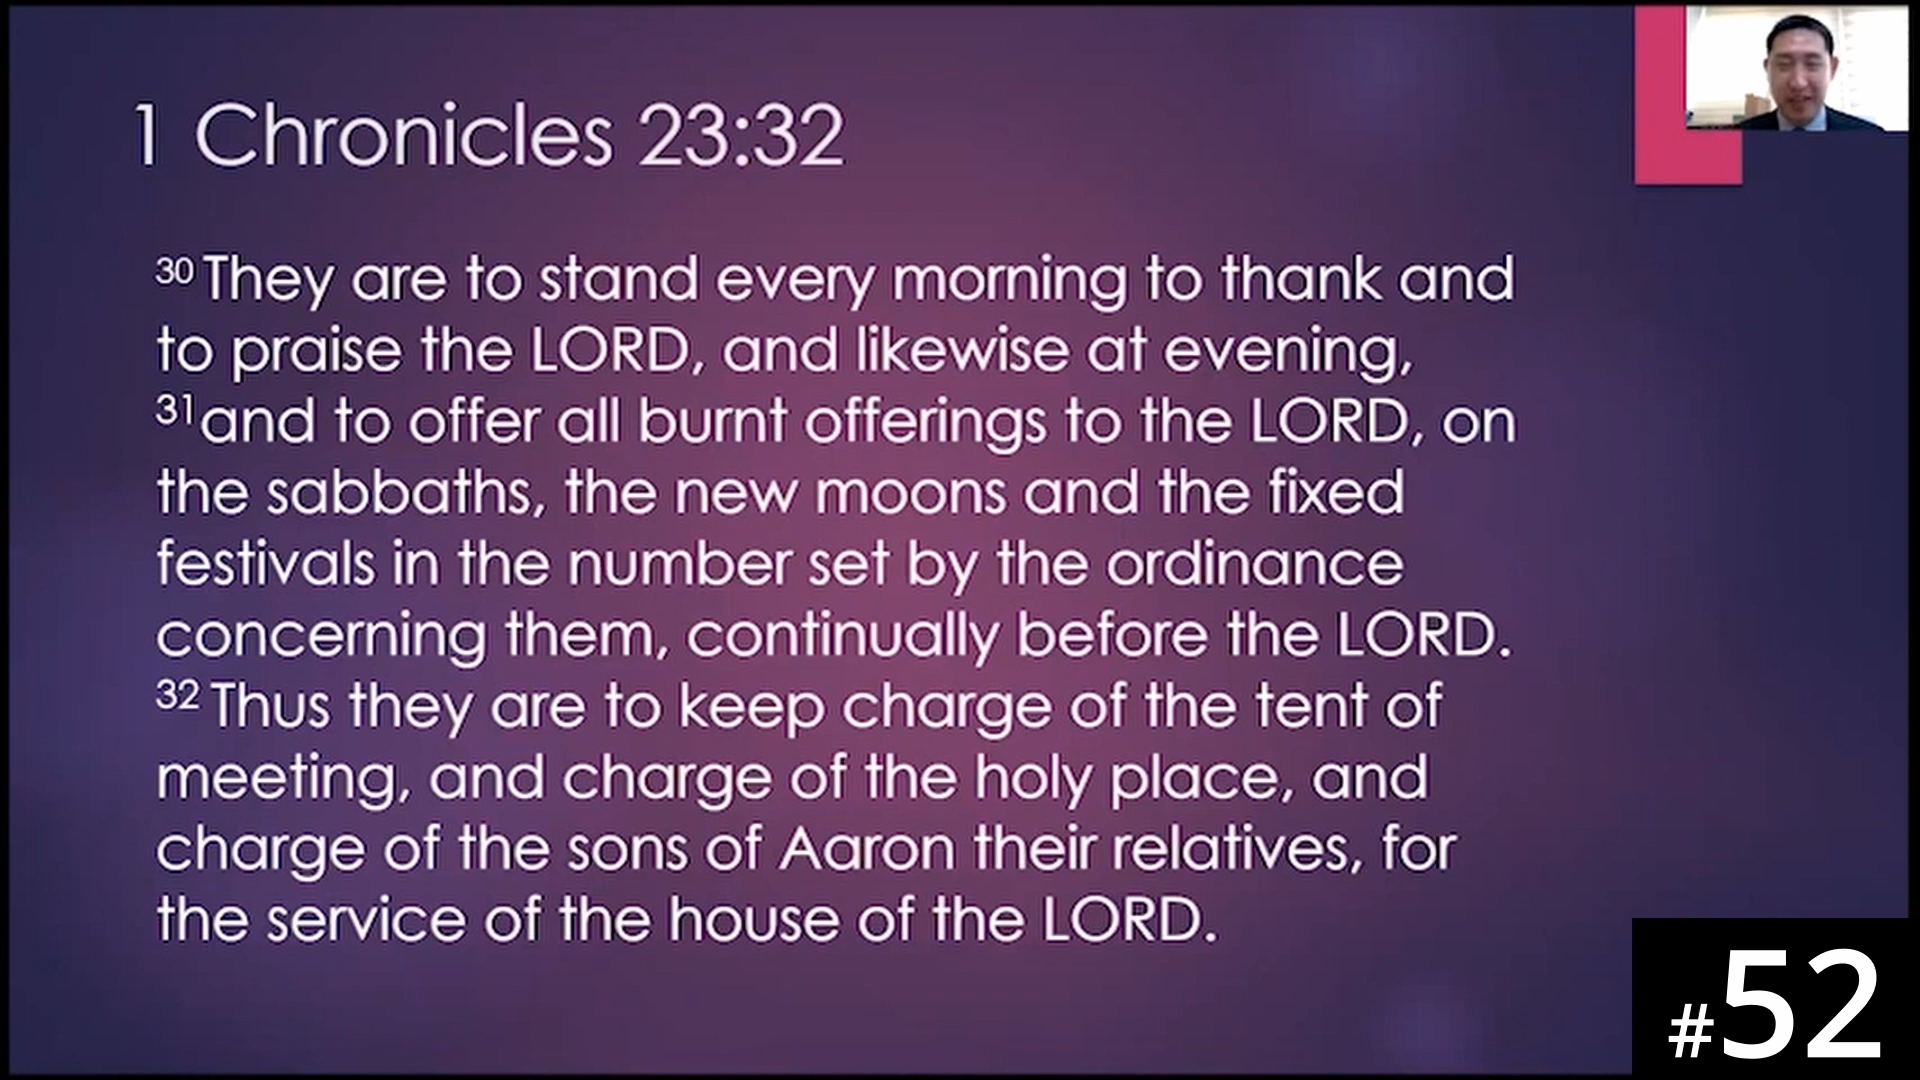 1 Chronicles 23:32
30 They are to stand every morning to thank and
to praise the LORD, and likewise at evening,
31 and to offer all burnt offerings to the LORD, on
the sabbaths, the new moons and the fixed
festivals in the number set by the ordinance
concerning them, continually before the LORD.
32 Thus they are to keep charge of the tent of
meeting, and charge of the holy place, and
charge of the sons of Aaron their relatives, for
the service of the house of the LORD.
#52